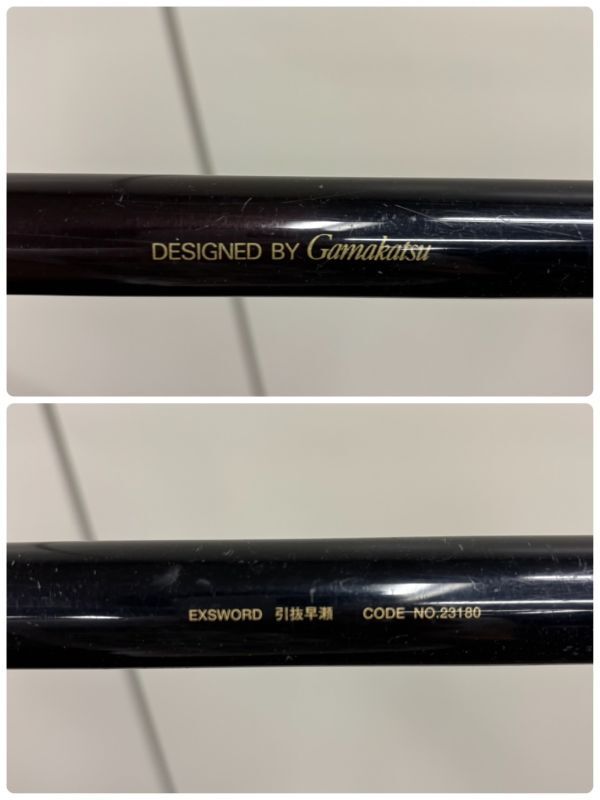 DESIGNED BY Gamakatsu
EXSWORD 引抜早瀬 CODE NO.23180